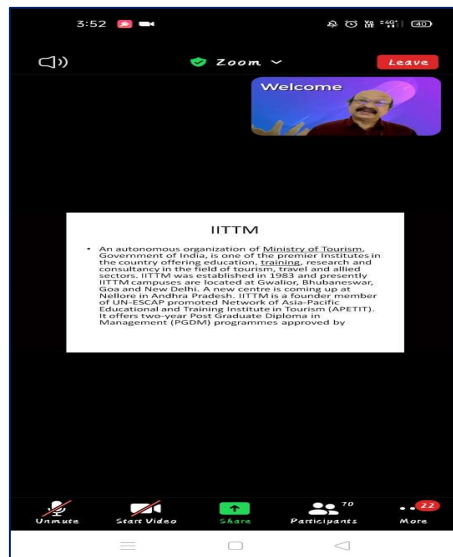 3:52
40
Zoom
Leave
Welcome
IITTM
• An autonomous organization of Ministry of Tourism,
Government of India, is one of the premier Institutes in
the country offering education, training, research and
consultancy in the field of tourism, travel and allied
sectors. IITTM was established in 1983 and presently
IITTM campuses are located at Gwalior, Bhubaneswar,
Goa and New Delhi. A new centre is coming up at
Nellore in Andhra Pradesh. IITTM is a founder member
of UN-ESCAP promoted Network of Asia-Pacific
Educational and Training Institute in Tourism (APETIT).
It offers two-year Post Graduate Diploma in
Management (PGDM) programmes approved by
70
22
Unmute Start Video Share Participants More